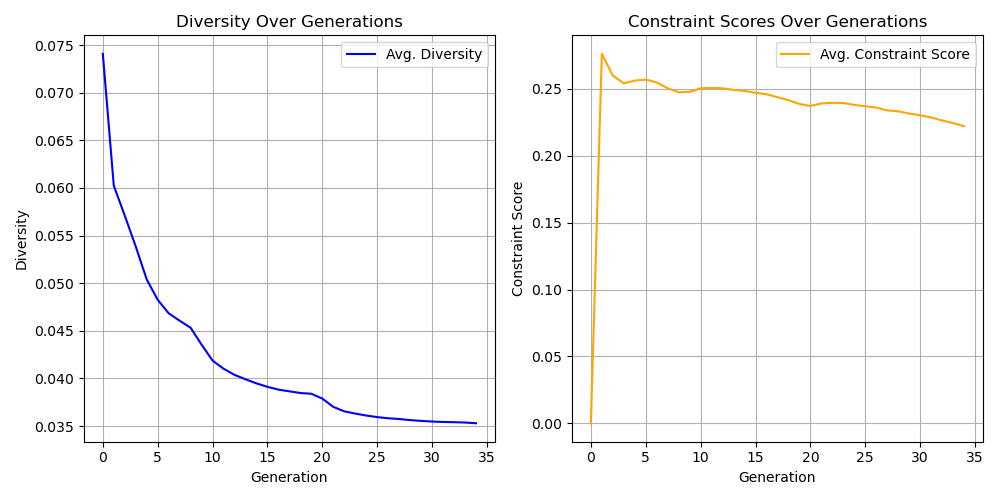 Diversity Over Generations
Avg. Diversity
0.075
0.070
0.065
0.060
0.055
0.050
0.045
0.040
0.035
Diversity
0 5 10 15 20 25 30 35
Generation
Constraint Scores Over Generations
Avg. Constraint Score
0.25
0.20
0.15
0.10
0.05
0.00
Constraint Score
0 5 10 15 20 25 30 35
Generation